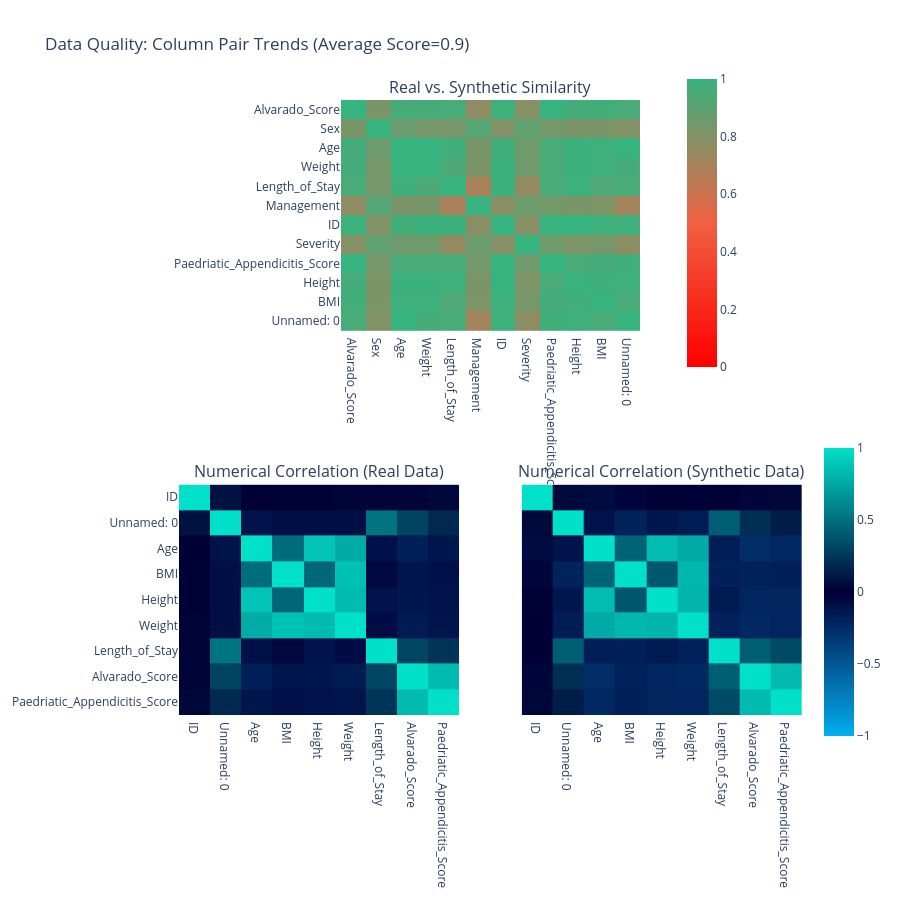 Data Quality: Column Pair Trends (Average Score=0.9)
Real vs. Synthetic Similarity
Alvarado_Score
Sex
Age
Weight
Length_of_Stay
Management
ID
Severity
Paedriatic_Appendicitis_Score
Height
BMI
Unnamed: 0
Alvarado_Score
Sex
Age
Weight
Length_of_Stay
Management
ID
Severity
Paedriatic_Appendicitis_Sc
Height
BMI
Unnamed: 0
1
0.8
0.6
0.4
0.2
0
Numerical Correlation (Real Data)
ID
Unnamed: 0
Age
BMI
Height
Weight
Length_of_Stay
Alvarado_Score
Paedriatic_Appendicitis_Score
ID
Unnamed: 0
Age
BMI
Height
Weight
Length_of_Stay
Alvarado_Score
Paedriatic_Appendicitis_Score
Numerical Correlation (Synthetic Data)
ID
Unnamed: 0
Age
BMI
Height
Weight
Length_of_Stay
Alvarado_Score
Paedriatic_Appendicitis_Score
1
0.5
0
−0.5
−1